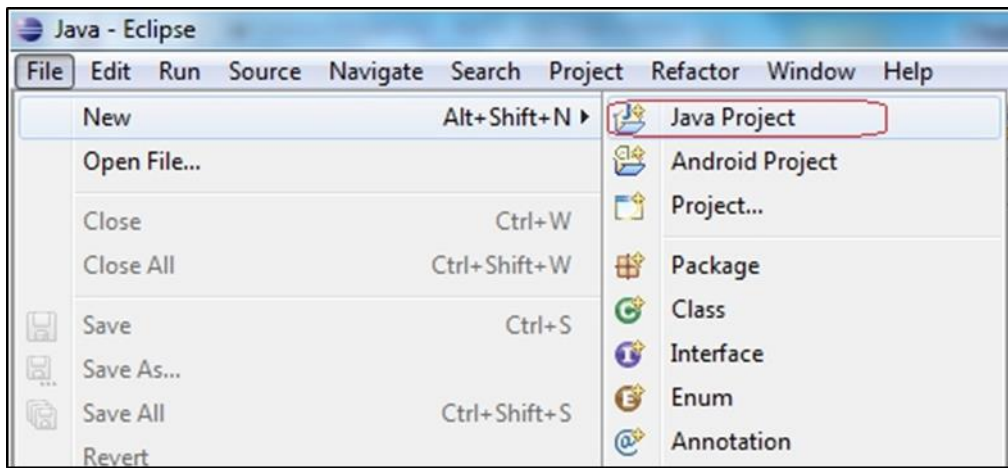 Java - Eclipse
File Edit Run Source Navigate Search Project Refactor Window Help
New Alt+Shift+N
Open File...
Close Ctrl+W
Close All Ctrl+Shift+W
Save Ctrl+S
Save As...
Save All Ctrl+Shift+S
Revert
Java Project
Android Project
Project...
Package
Class
Interface
Enum
Annotation